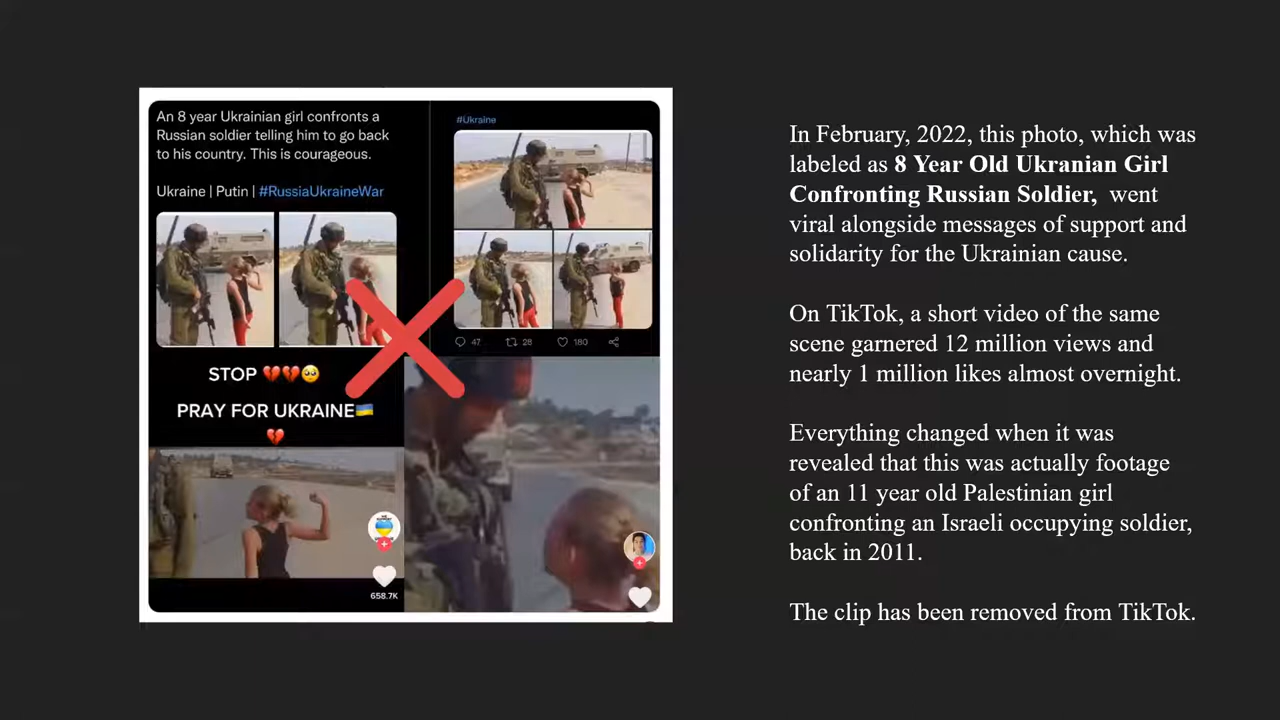 An 8 year Ukrainian girl confronts a
Russian soldier telling him to go back
to his country. This is courageous.
Ukraine | Putin | #RussiaUkraineWar
STOP 💔💔🥺
PRAY FOR UKRAINE🇺🇦
💔
658.7K
#Ukraine
47 28 180
In February, 2022, this photo, which was
labeled as 8 Year Old Ukranian Girl
Confronting Russian Soldier, went
viral alongside messages of support and
solidarity for the Ukrainian cause.
On TikTok, a short video of the same
scene garnered 12 million views and
nearly 1 million likes almost overnight.
Everything changed when it was
revealed that this was actually footage
of an 11 year old Palestinian girl
confronting an Israeli occupying soldier,
back in 2011.
The clip has been removed from TikTok.